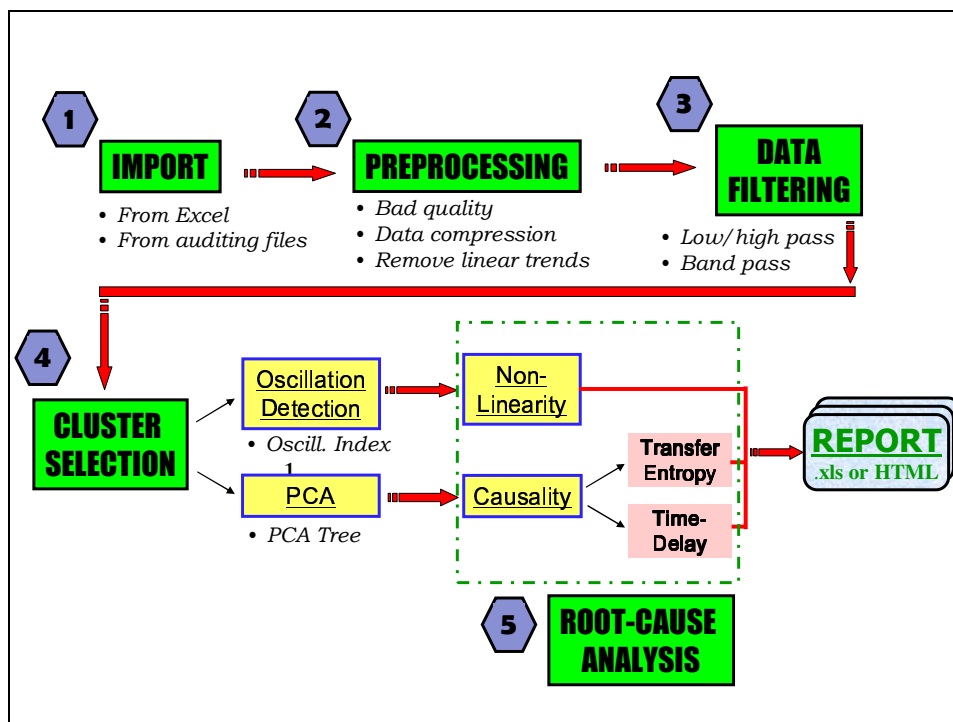 1
IMPORT
• From Excel
• From auditing files
2
PREPROCESSING
• Bad quality
• Data compression
• Remove linear trends
3
DATA
FILTERING
• Low/high pass
• Band pass
4
CLUSTER
SELECTION
Oscillation
Detection
• Oscill. Index
1
PCA
• PCA Tree
Non-
Linearity
Causality
Transfer
Entropy
Time-
Delay
REPORT
.xls or HTML
5
ROOT-CAUSE
ANALYSIS